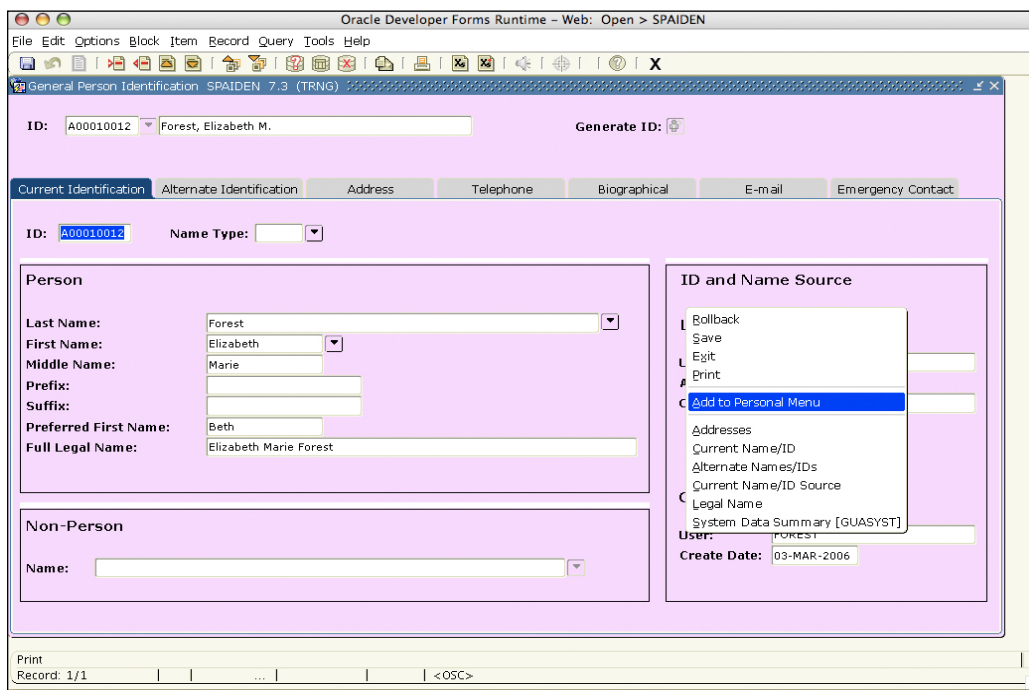 Oracle Developer Forms Runtime – Web: Open > SPAIDEN
File Edit Options Block Item Record Query Tools Help
General Person Identification SPAIDEN 7.3 (TRNG)
ID: A00010012 Forest, Elizabeth M. Generate ID:
Current Identification Alternate Identification Address Telephone Biographical E-mail Emergency Contact
ID: A00010012 Name Type:
Person
Last Name: Forest
First Name: Elizabeth
Middle Name: Marie
Prefix:
Suffix:
Preferred First Name: Beth
Full Legal Name: Elizabeth Marie Forest
Non-Person
Name:
ID and Name Source
Rollback
Save
Exit
Print
Add to Personal Menu
Addresses
Current Name/ID
Alternate Names/IDs
Current Name/ID Source
Legal Name
System Data Summary [GUASYST]
User: FOREST
Create Date: 03-MAR-2006
Print
Record: 1/1 ... <OSC>